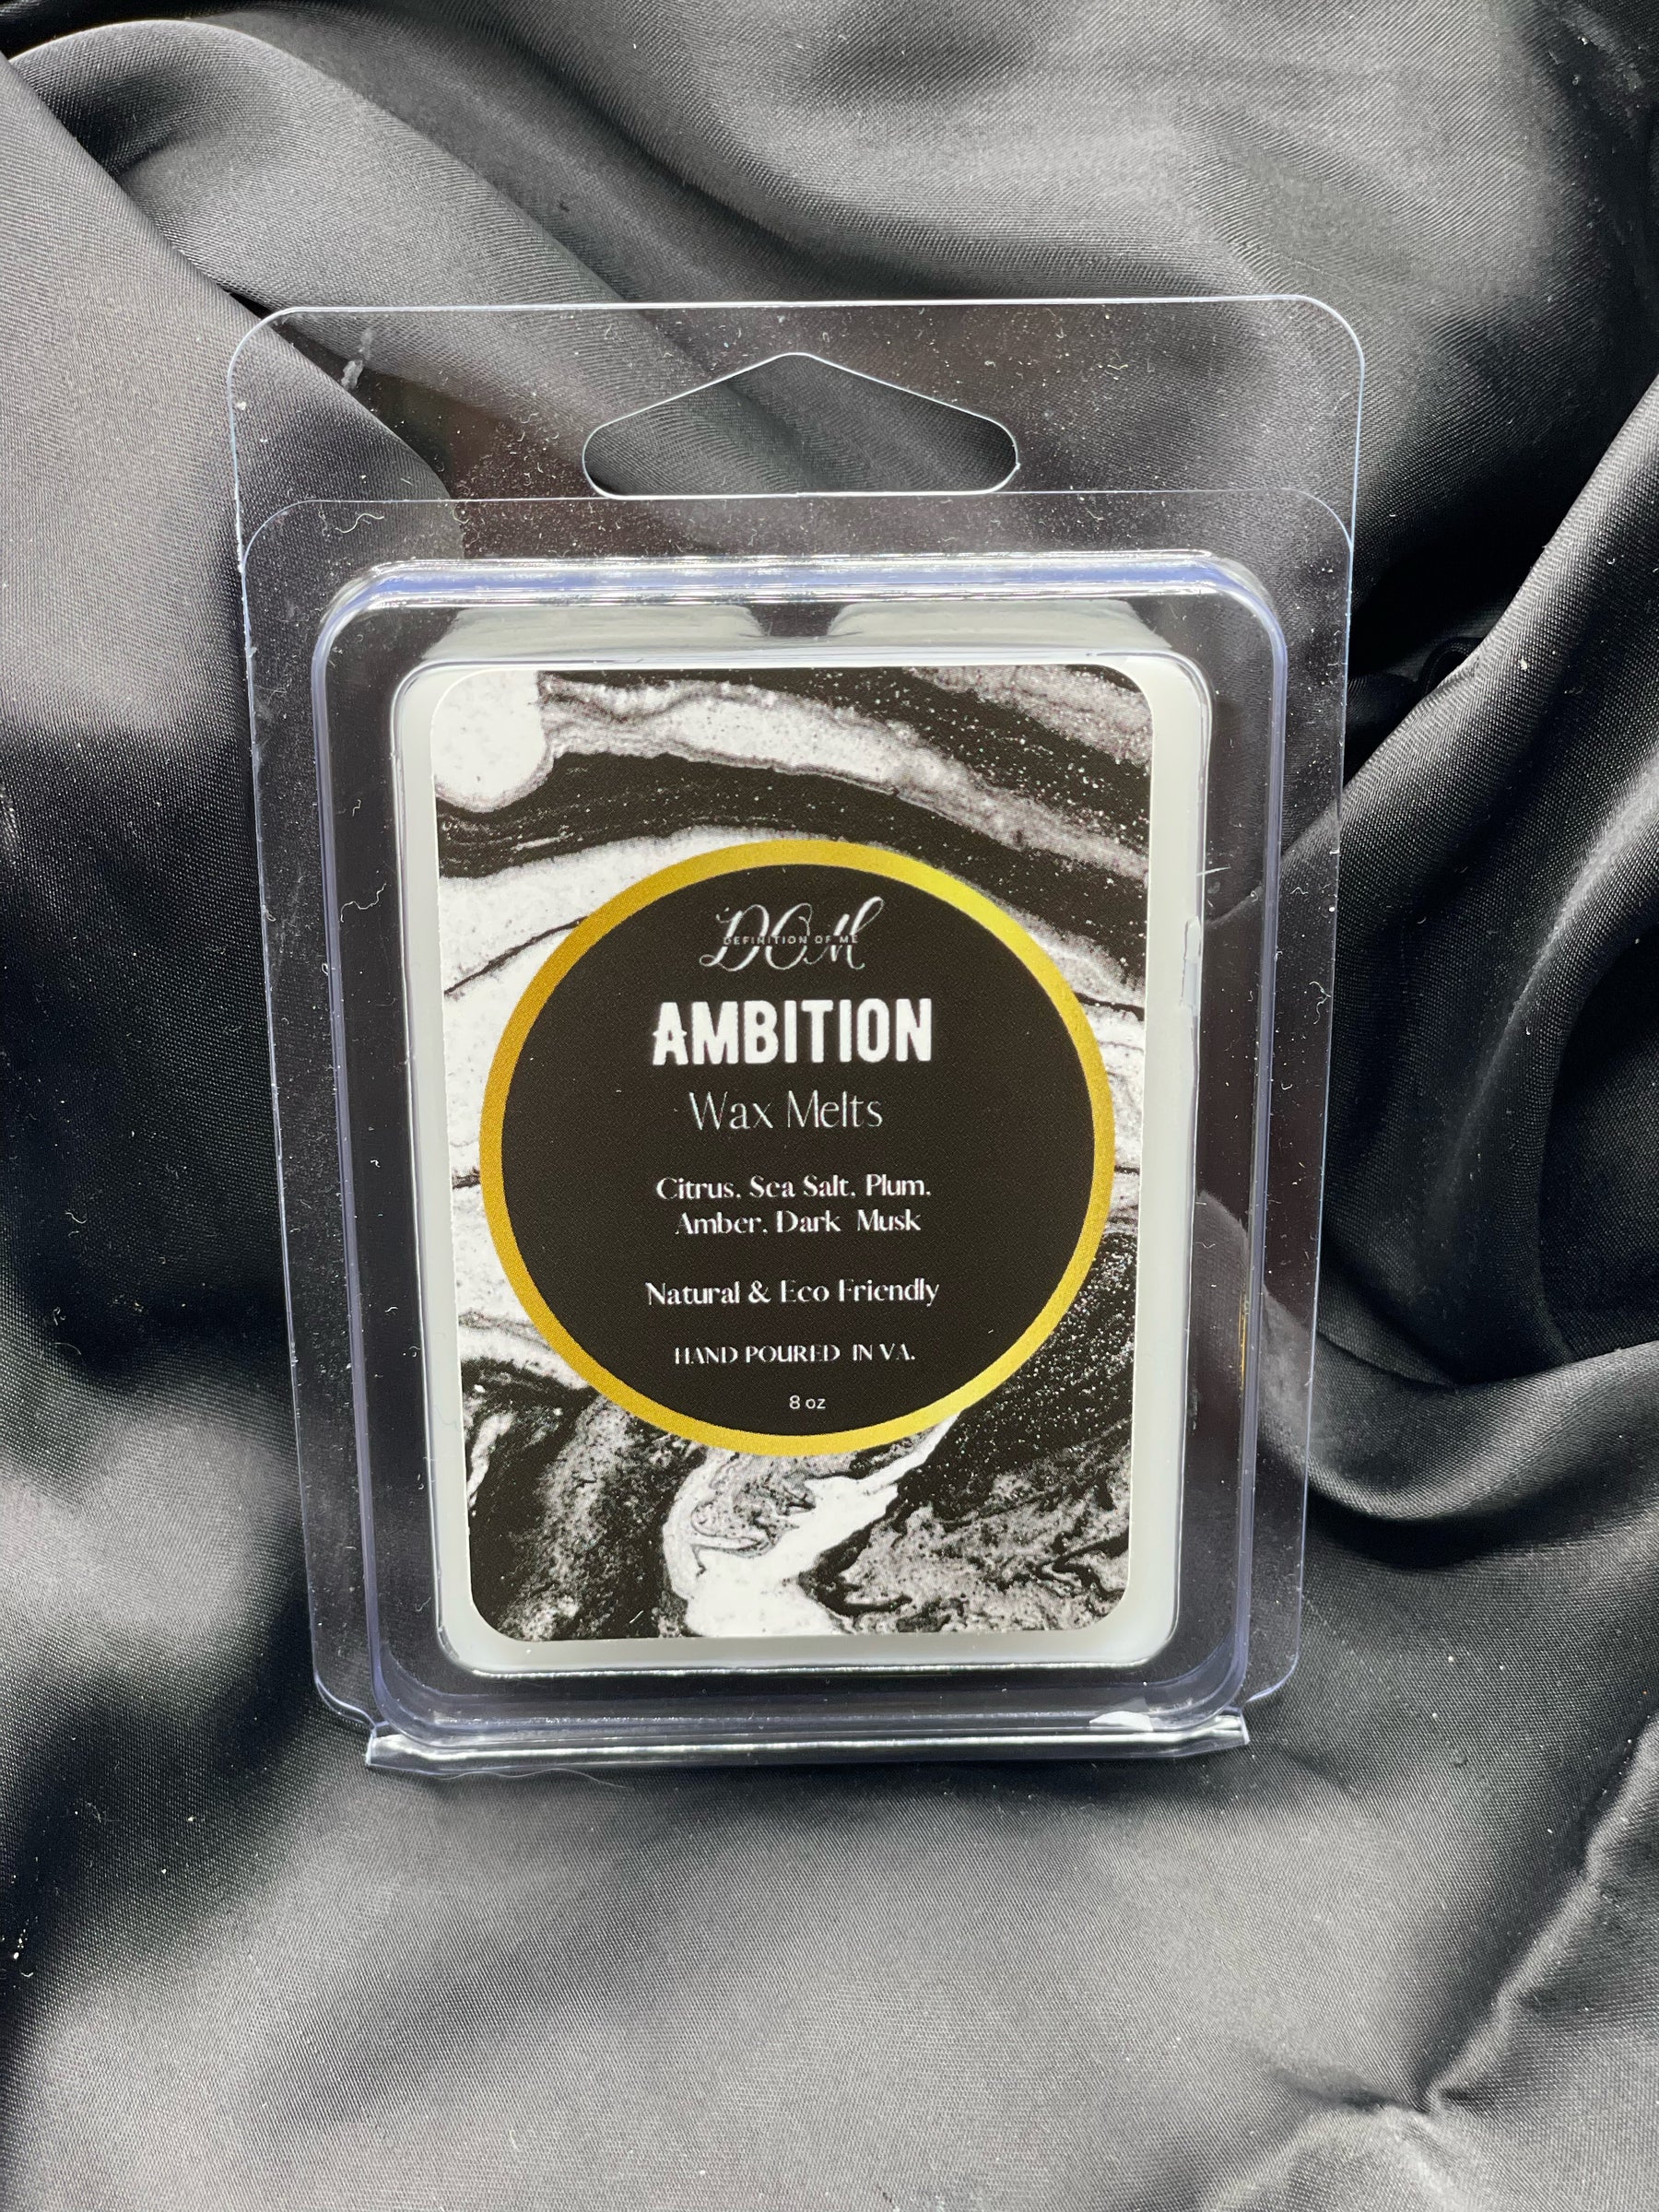 DOM
DEFINITION OF ME
AMBITION
Wax Melts
Citrus, Sea Salt, Plum,
Amber, Dark Musk
Natural & Eco Friendly
HAND POURED IN VA.
8 oz